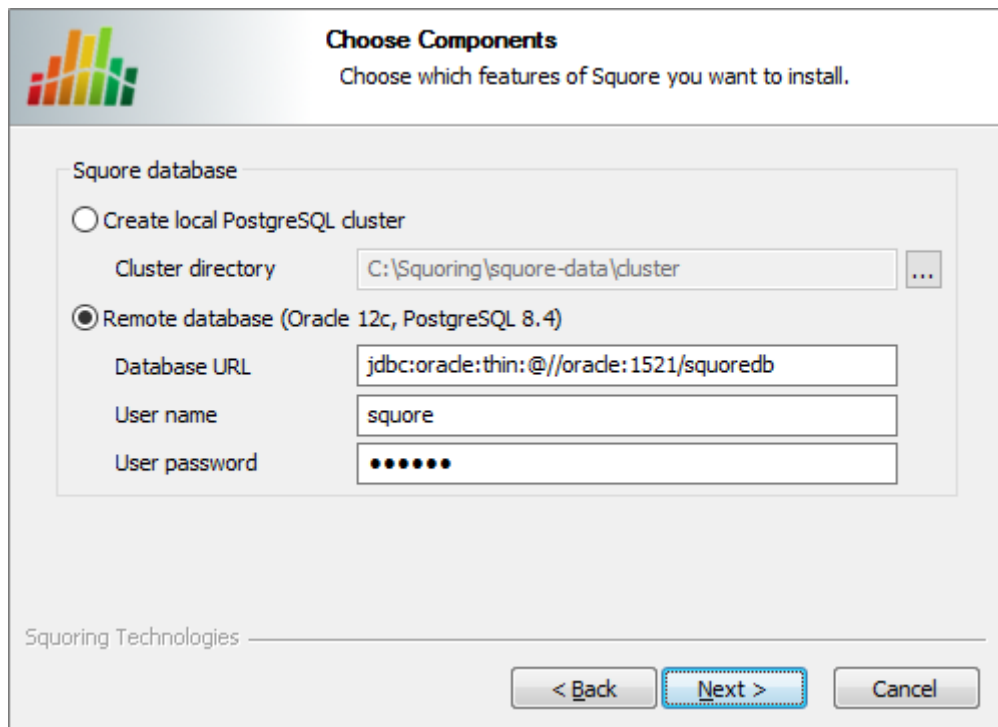 Choose Components
Choose which features of Squore you want to install.
Squore database
Create local PostgreSQL cluster
Cluster directory C:\Squoring\squore-data\cluster ...
Remote database (Oracle 12c, PostgreSQL 8.4)
Database URL jdbc:oracle:thin:@//oracle:1521/squoredb
User name squore
User password ●●●●●●
Squoring Technologies
< Back Next > Cancel